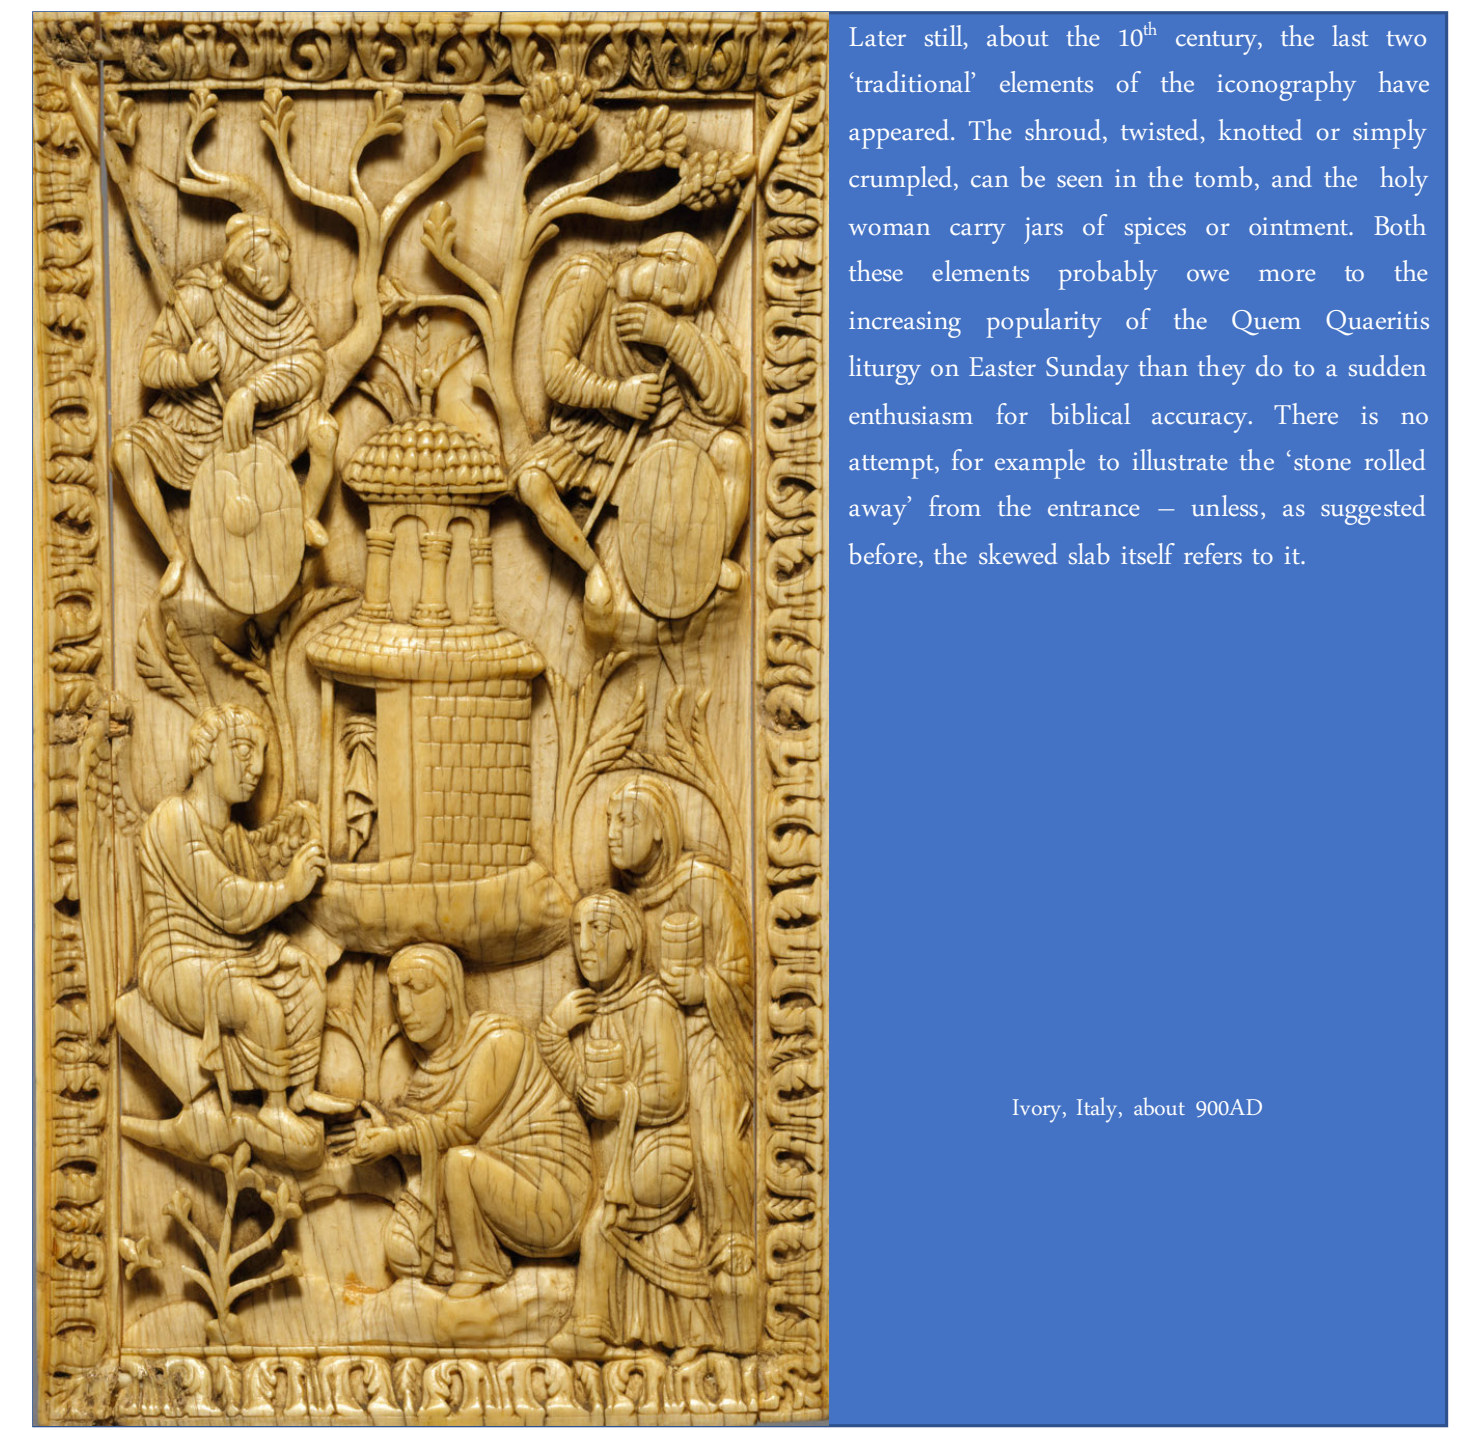 Later still, about the 10th century, the last two
‘traditional’ elements of the iconography have
appeared. The shroud, twisted, knotted or simply
crumpled, can be seen in the tomb, and the holy
woman carry jars of spices or ointment. Both
these elements probably owe more to the
increasing popularity of the Quem Quaeritis
liturgy on Easter Sunday than they do to a sudden
enthusiasm for biblical accuracy. There is no
attempt, for example to illustrate the ‘stone rolled
away’ from the entrance – unless, as suggested
before, the skewed slab itself refers to it.
Ivory, Italy, about 900AD